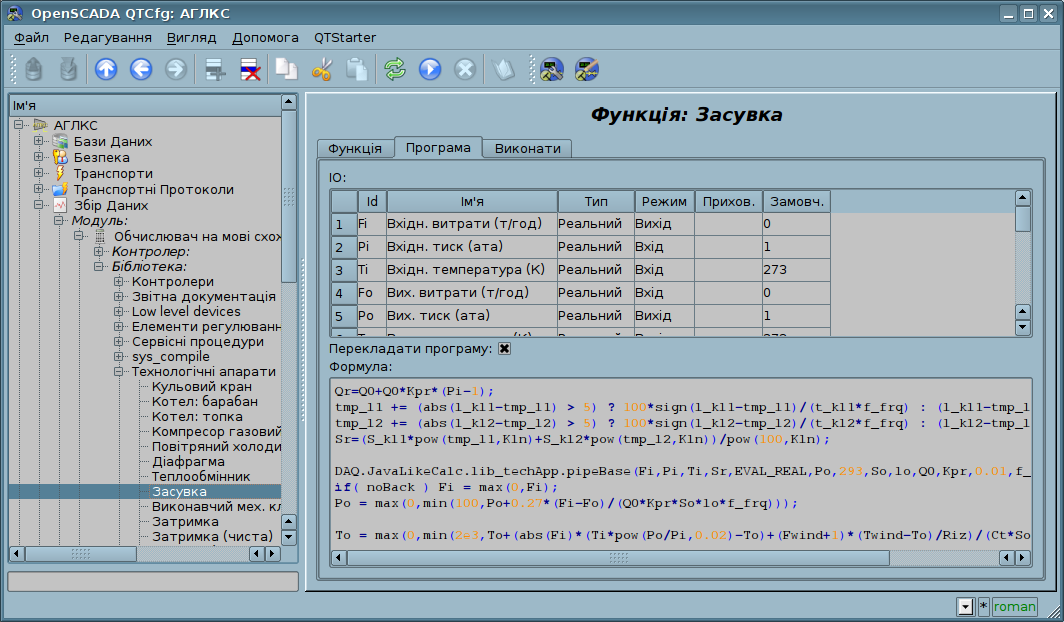 OpenSCADA QTCfg: АГЛКС
Файл Редагування Вигляд Допомога QTStarter
Ім'я
АГЛКС
Бази Даних
Безпека
Транспорти
Транспортні Протоколи
Збір Даних
Модуль:
Обчислювач на мові схож
Контролер:
Бібліотека:
Контролери
Звітна документація
Low level devices
Елементи регулюванн
Сервісні процедури
sys_compile
Технологічні апарати
Кульовий кран
Котел: барабан
Котел: топка
Компресор газовий
Повітряний холоди
Діафрагма
Теплообмінник
Засувка
Виконавчий мех. кл
Затримка
Затримка (чиста)
Функція: Засувка
Функція Програма Виконати
IO:
Id Ім'я Тип Режим Прихов. Замовч.
1 Fi Вхідн. витрати (т/год) Реальний Вихід 0
2 Pi Вхідн. тиск (ата) Реальний Вхід 1
3 Ti Вхідн. температура (К) Реальний Вхід 273
4 Fo Вих. витрати (т/год) Реальний Вхід 0
5 Po Вих. тиск (ата) Реальний Вихід 1
Перекладати програму:
Формула:
Qr=Q0+Q0*Kpr*(Pi-1);
tmp_l1 += (abs(l_kl1-tmp_l1) > 5) ? 100*sign(l_kl1-tmp_l1)/(t_kl1*f_frq) : (l_kl1-tmp_l
tmp_l2 += (abs(l_kl2-tmp_l2) > 5) ? 100*sign(l_kl2-tmp_l2)/(t_kl2*f_frq) : (l_kl2-tmp_l
Sr=(S_kl1*pow(tmp_l1,Kln)+S_kl2*pow(tmp_l2,Kln))/pow(100,Kln);
DAQ.JavaLikeCalc.lib_techApp.pipeBase(Fi,Pi,Ti,Sr,EVAL_REAL,Po,293,So,lo,Q0,Kpr,0.01,f_
if( noBack ) Fi = max(0,Fi);
Po = max(0,min(100,Po+0.27*(Fi-Fo)/(Q0*Kpr*So*lo*f_frq)));
To = max(0,min(2e3,To+(abs(Fi)*(Ti*pow(Po/Pi,0.02)-To)+(Fwind+1)*(Twind-To)/Riz)/(Ct*So
* roman